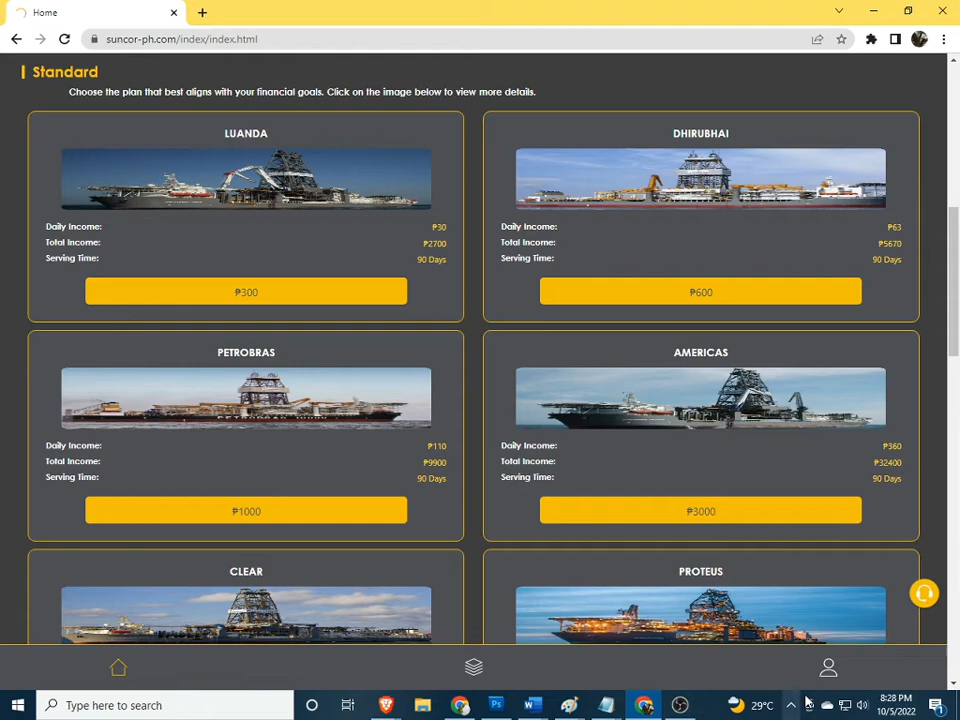 Home
suncor-ph.com/index/index.html
Standard
Choose the plan that best aligns with your financial goals. Click on the image below to view more details.
LUANDA
Daily Income: ₱30
Total Income: ₱2700
Serving Time: 90 Days
₱300
DHIRUBHAI
Daily Income: ₱63
Total Income: ₱5670
Serving Time: 90 Days
₱600
PETROBRAS
Daily Income: ₱110
Total Income: ₱9900
Serving Time: 90 Days
₱1000
AMERICAS
Daily Income: ₱360
Total Income: ₱32400
Serving Time: 90 Days
₱3000
CLEAR
PROTEUS
Type here to search
29°C
8:28 PM
10/5/2022
1